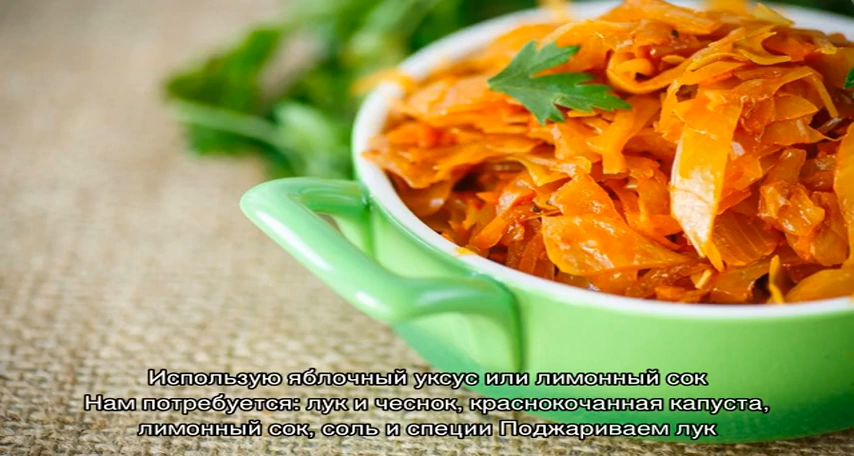 Использую яблочный уксус или лимонный сок
Нам потребуется: лук и чеснок, краснокочанная капуста,
лимонный сок, соль и специи Поджариваем лук